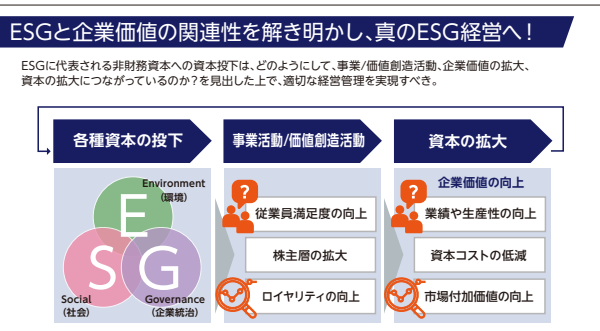 ESGと企業価値の関連性を解き明かし、真のESG経営へ！
ESGに代表される非財務資本への資本投下は、どのようにして、事業/価値創造活動、企業価値の拡大、
資本の拡大につながっているのか？を見出した上で、適切な経営管理を実現すべき。
各種資本の投下
事業活動/価値創造活動
資本の拡大
Environment
(環境)
E
S
G
Social
(社会)
Governance
(企業統治)
?
従業員満足度の向上
株主層の拡大
ロイヤリティの向上
?
企業価値の向上
?
業績や生産性の向上
資本コストの低減
市場付加価値の向上
?